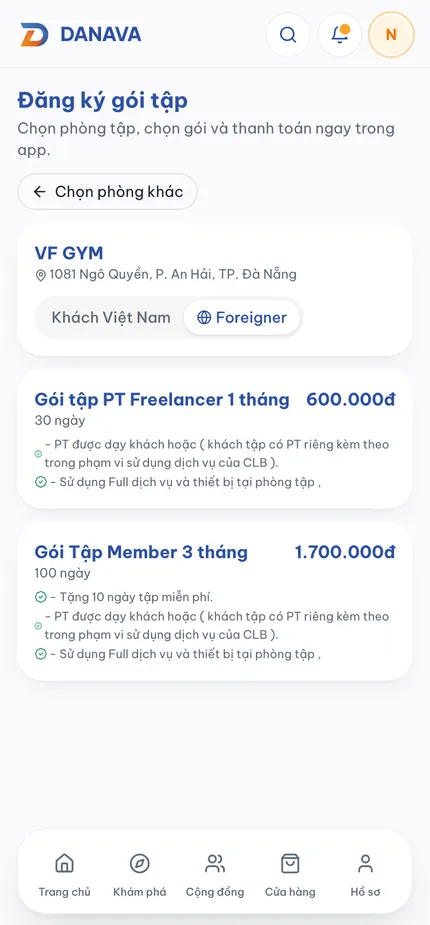 DANAVA
N
Đăng ký gói tập
Chọn phòng tập, chọn gói và thanh toán ngay trong
app.
Chọn phòng khác
VF GYM
1081 Ngô Quyền, P. An Hải, TP. Đà Nẵng
Khách Việt Nam Foreigner
Gói tập PT Freelancer 1 tháng 600.000đ
30 ngày
- PT được dạy khách hoặc ( khách tập có PT riêng kèm theo
trong phạm vi sử dụng dịch vụ của CLB ).
- Sử dụng Full dịch vụ và thiết bị tại phòng tập ,
Gói Tập Member 3 tháng 1.700.000đ
100 ngày
- Tặng 10 ngày tập miễn phí.
- PT được dạy khách hoặc ( khách tập có PT riêng kèm theo
trong phạm vi sử dụng dịch vụ của CLB ).
- Sử dụng Full dịch vụ và thiết bị tại phòng tập ,
Trang chủ Khám phá Cộng đồng Cửa hàng Hồ sơ